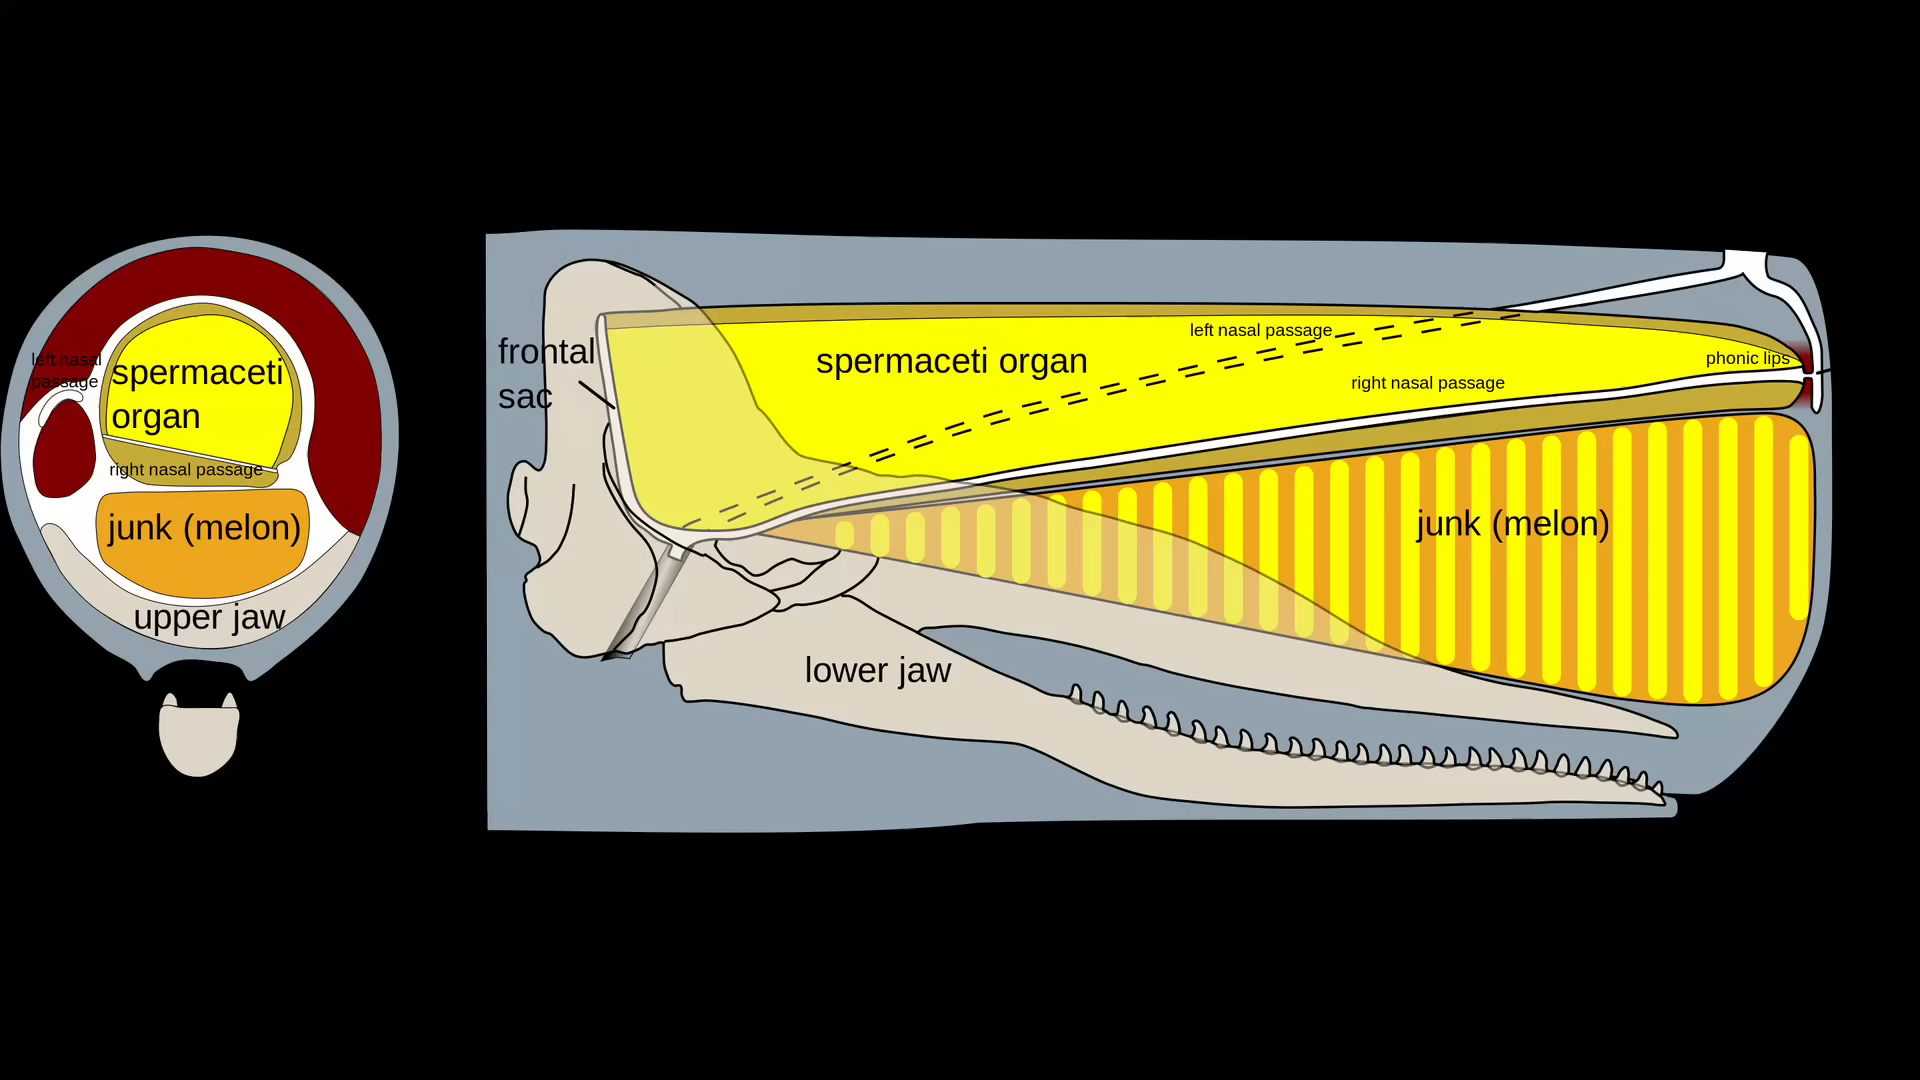 left nasal
passage
spermaceti
organ
right nasal passage
junk (melon)
upper jaw
frontal
sac
spermaceti organ
left nasal passage
right nasal passage
phonic lips
junk (melon)
lower jaw